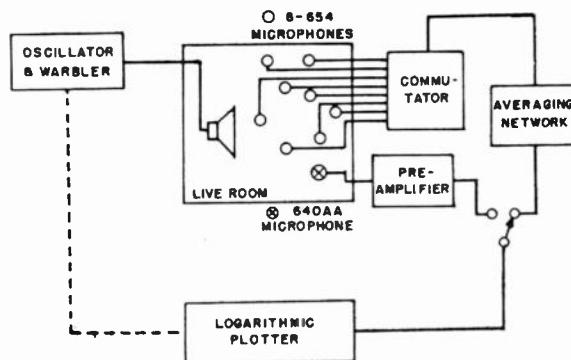 OSCILLATOR
& WARBLER
8-654
MICROPHONES
COMMU-
TATOR
AVERAGING
NETWORK
PRE-
AMPLIFIER
LIVE ROOM
640AA
MICROPHONE
LOGARITHMIC
PLOTTER